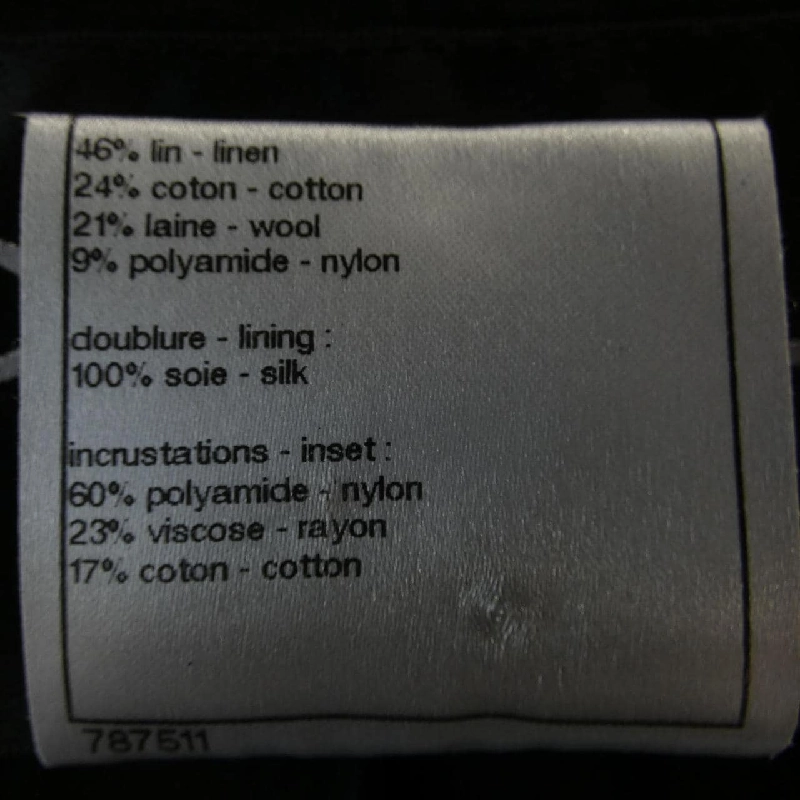 46% lin - linen
24% coton - cotton
21% laine - wool
9% polyamide - nylon
doublure - lining :
100% soie - silk
incrustations - inset :
60% polyamide - nylon
23% viscose - rayon
17% coton - cotton
787511